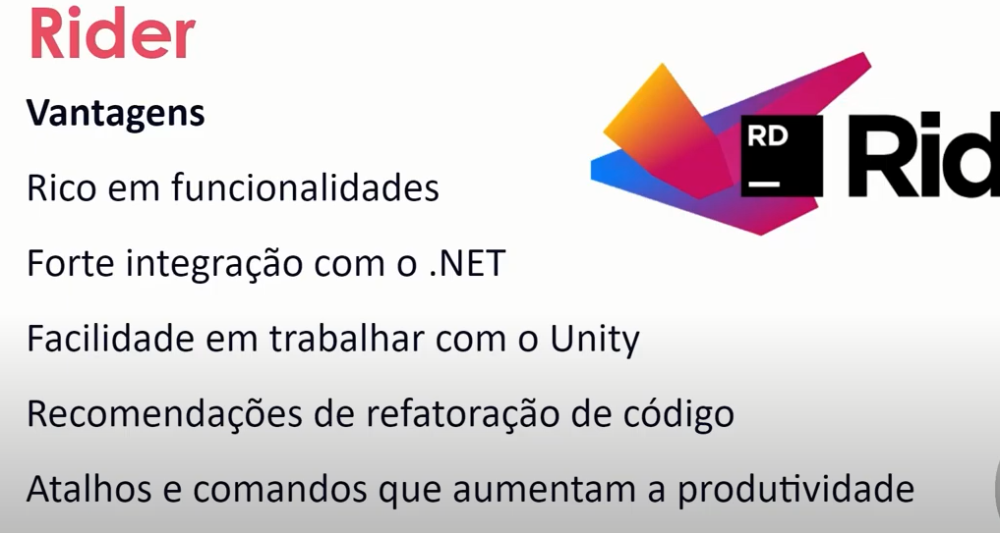 Rider
Vantagens
RD
Rid
Rico em funcionalidades
Forte integração com o .NET
Facilidade em trabalhar com o Unity
Recomendações de refatoração de código
Atalhos e comandos que aumentam a produtividade